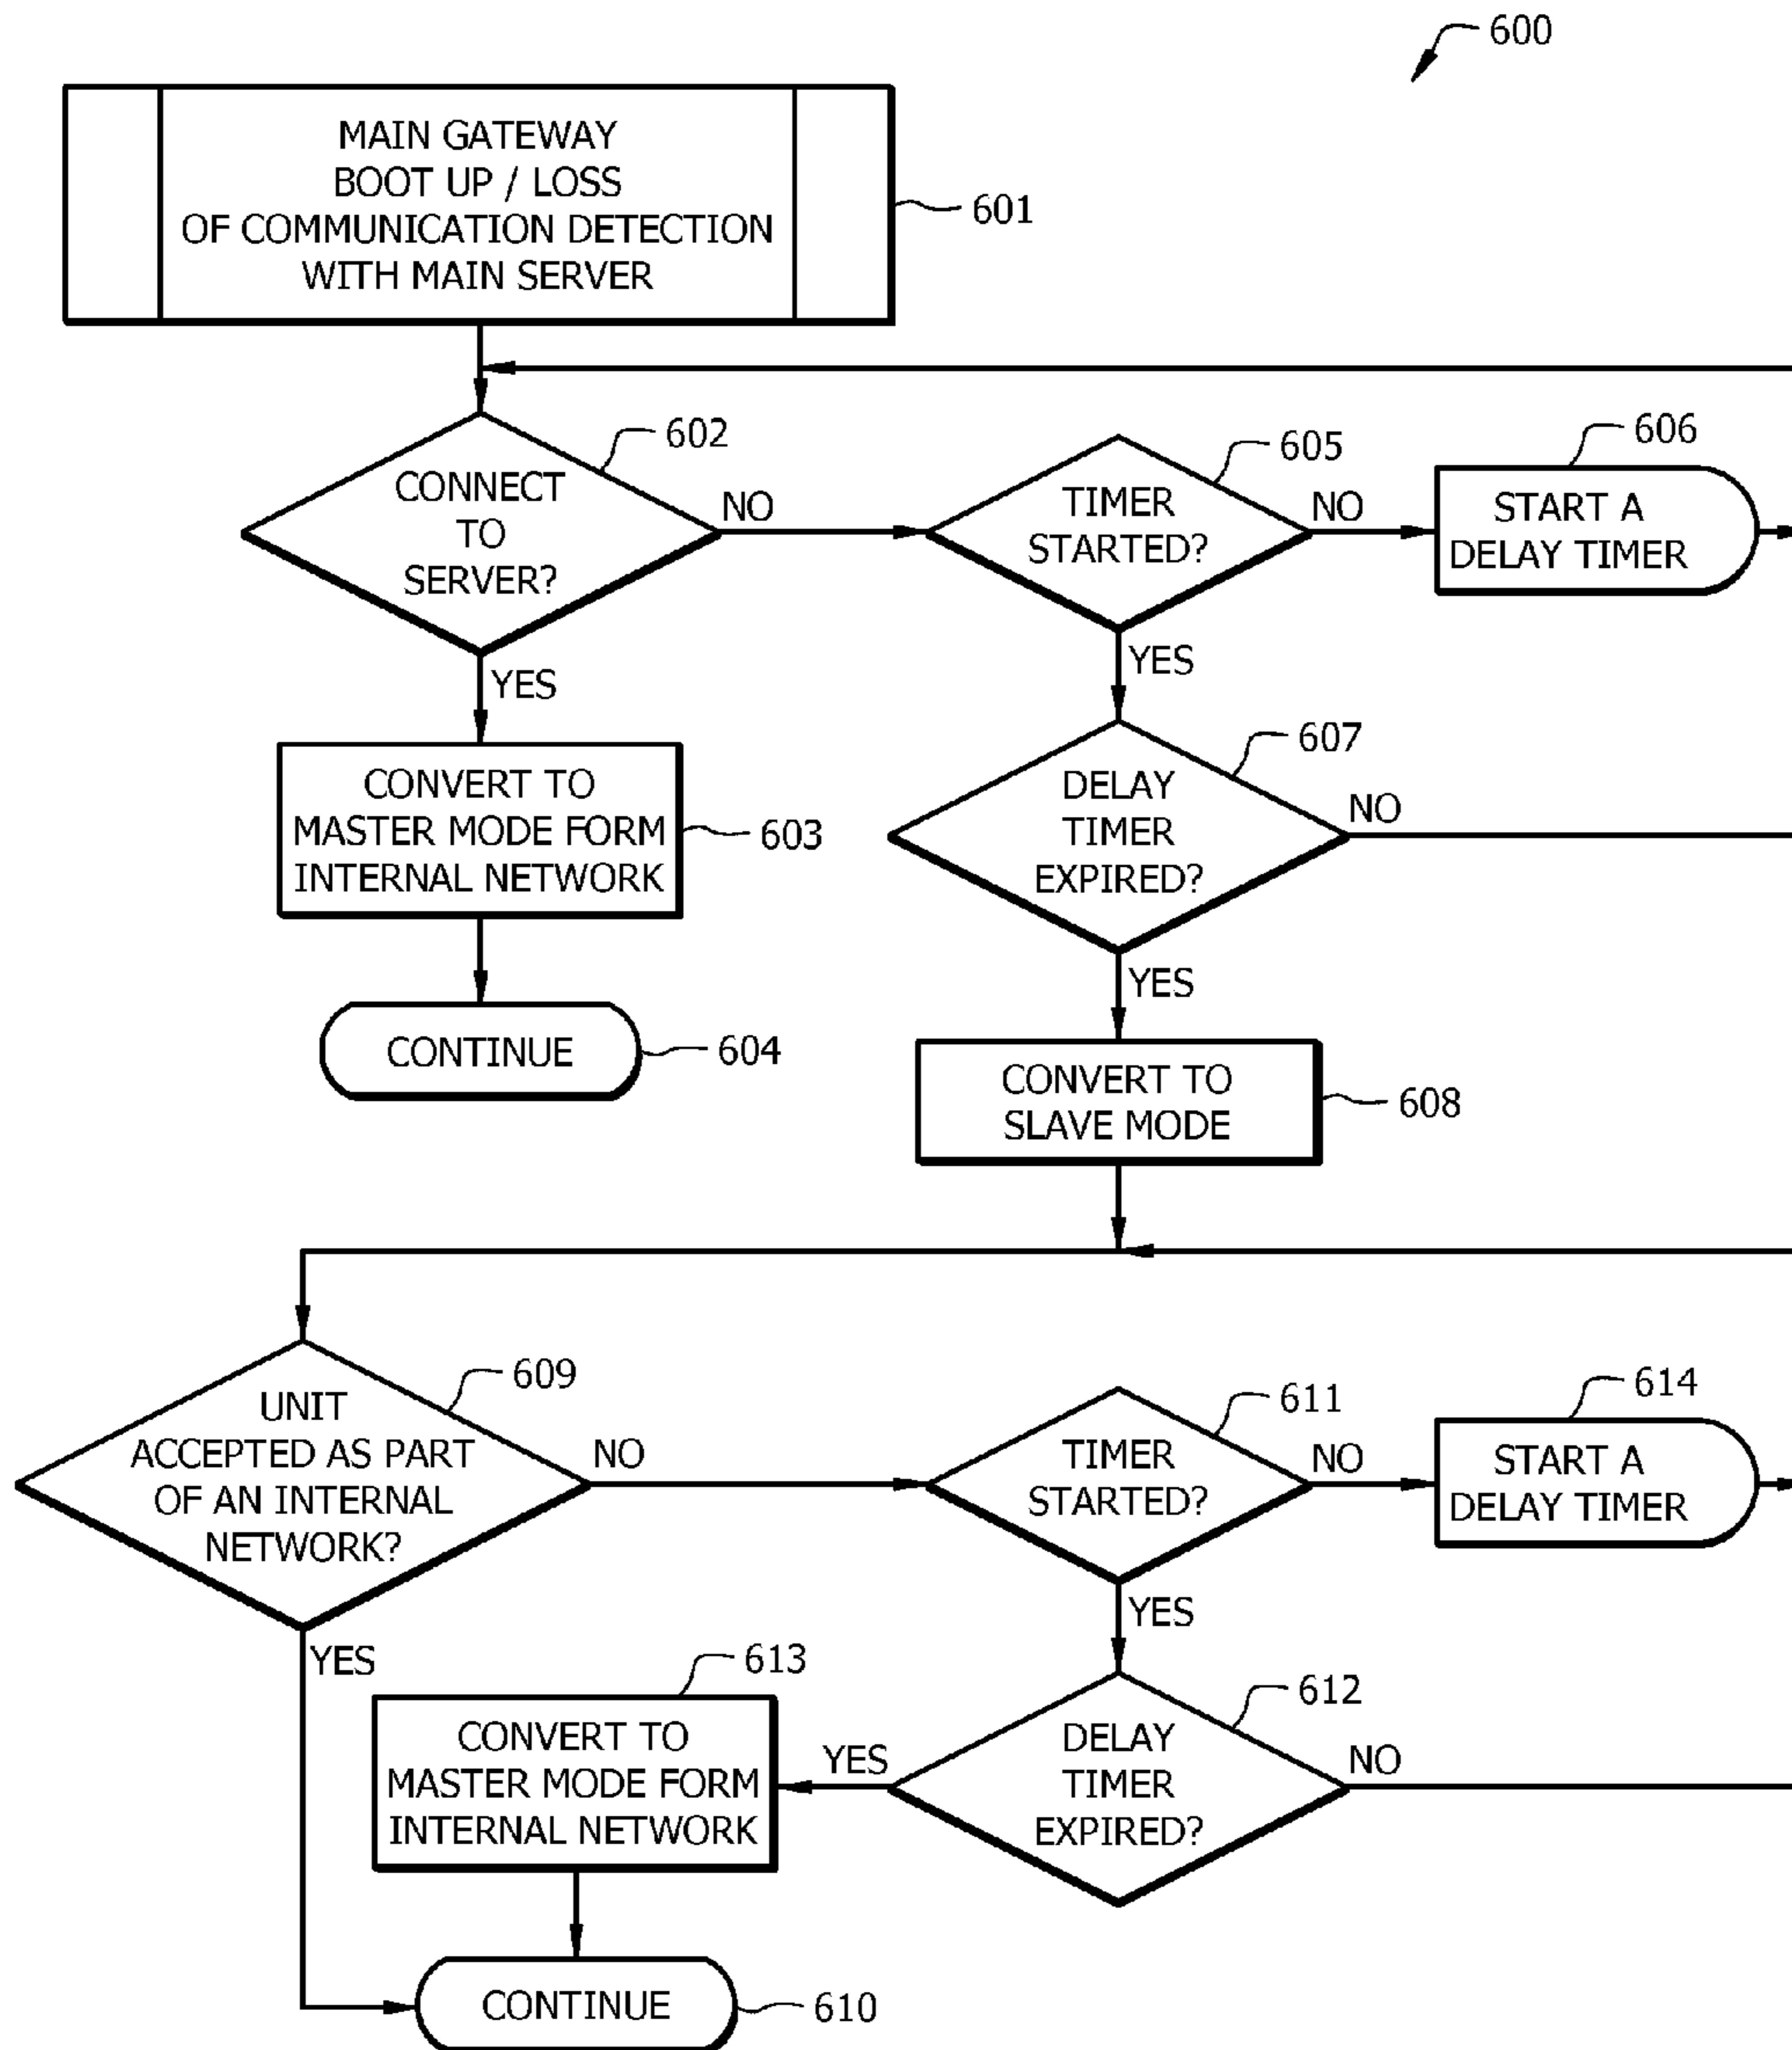 600
MAIN GATEWAY
BOOT UP / LOSS
OF COMMUNICATION DETECTION
WITH MAIN SERVER
601
602
CONNECT
TO
SERVER?
NO
YES
605
TIMER
STARTED?
NO
YES
606
START A
DELAY TIMER
CONVERT TO
MASTER MODE FORM
INTERNAL NETWORK
603
607
DELAY
TIMER
EXPIRED?
NO
YES
CONTINUE
604
CONVERT TO
SLAVE MODE
608
609
UNIT
ACCEPTED AS PART
OF AN INTERNAL
NETWORK?
NO
YES
611
TIMER
STARTED?
NO
YES
614
START A
DELAY TIMER
613
CONVERT TO
MASTER MODE FORM
INTERNAL NETWORK
YES
612
DELAY
TIMER
EXPIRED?
NO
CONTINUE
610